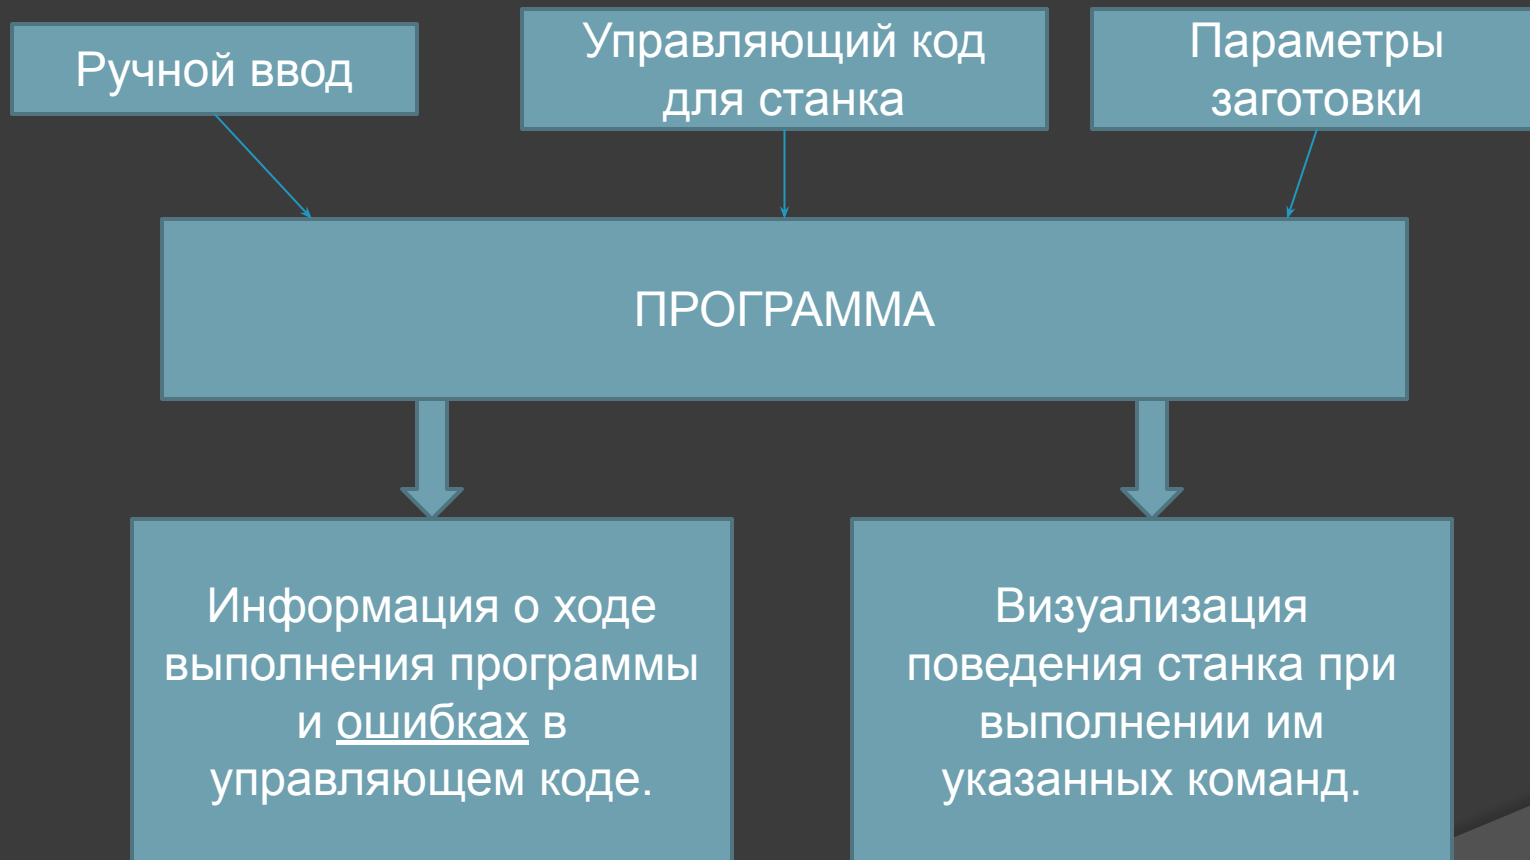 Ручной ввод
Управляющий код
для станка
Параметры
заготовки
ПРОГРАММА
Информация о ходе
выполнения программы
и ошибках в
управляющем коде.
Визуализация
поведения станка при
выполнении им
указанных команд.